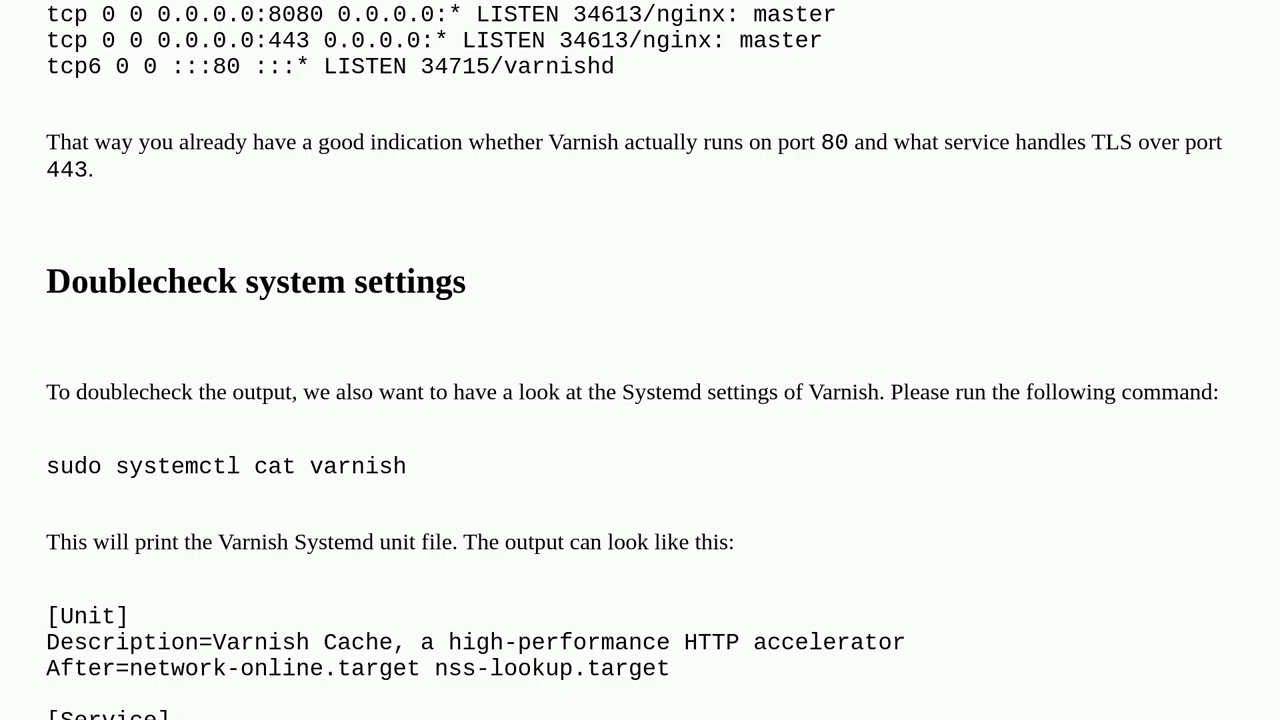 tcp 0 0 0.0.0.0:8080 0.0.0.0:* LISTEN 34613/nginx: master
tcp 0 0 0.0.0.0:443 0.0.0.0:* LISTEN 34613/nginx: master
tcp6 0 0 :::80 :::* LISTEN 34715/varnishd
That way you already have a good indication whether Varnish actually runs on port 80 and what service handles TLS over port
443.
Doublecheck system settings
To doublecheck the output, we also want to have a look at the Systemd settings of Varnish. Please run the following command:
sudo systemctl cat varnish
This will print the Varnish Systemd unit file. The output can look like this:
[Unit]
Description=Varnish Cache, a high-performance HTTP accelerator
After=network-online.target nss-lookup.target
[Service]